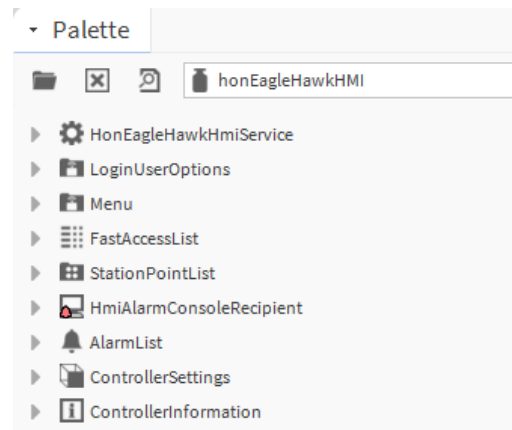 Palette
honEagleHawkHMI
HonEagleHawkHmiService
LoginUserOptions
Menu
FastAccessList
StationPointList
HmiAlarmConsoleRecipient
AlarmList
ControllerSettings
ControllerInformation